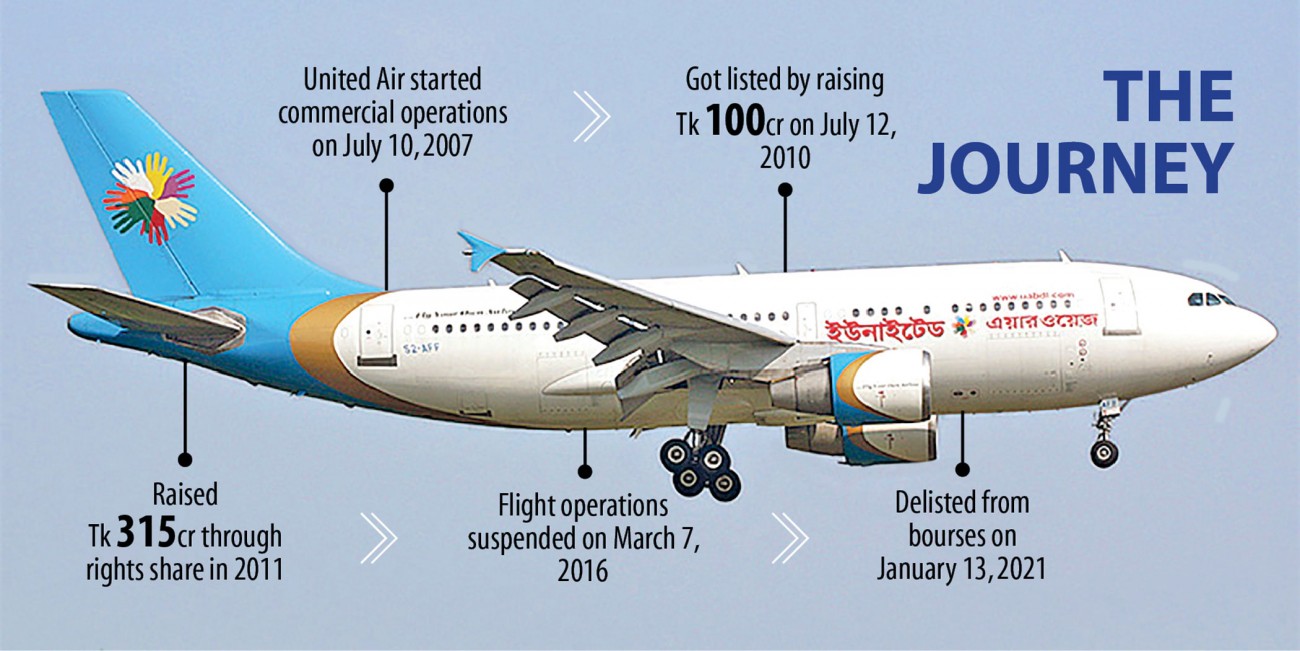 United Air started
commercial operations
on July 10, 2007
Got listed by raising
Tk 100cr on July 12,
2010
THE
JOURNEY
www.uabdl.com
ইউনাইটেড এয়ারওয়েজ
S2-AFF
Raised
Tk 315cr through
rights share in 2011
Flight operations
suspended on March 7,
2016
Delisted from
bourses on
January 13, 2021